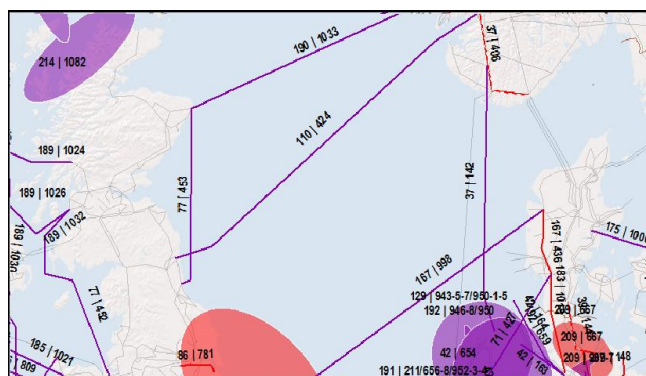 37 | 406
190 | 1033
214 | 1082
110 | 424
189 | 1024
77 | 453
37 | 142
189 | 1026
189 | 1032
167 | 436
175 | 100
189 | 1030
167 | 998
77 | 452
129 | 943-5-7/950-1-5
192 | 946-8/950
209 | 667
71 | 427
185 | 1021
809
86 | 781
42 | 654
42 | 163
209 | 667
148
191 | 211/656-8/952-3-4